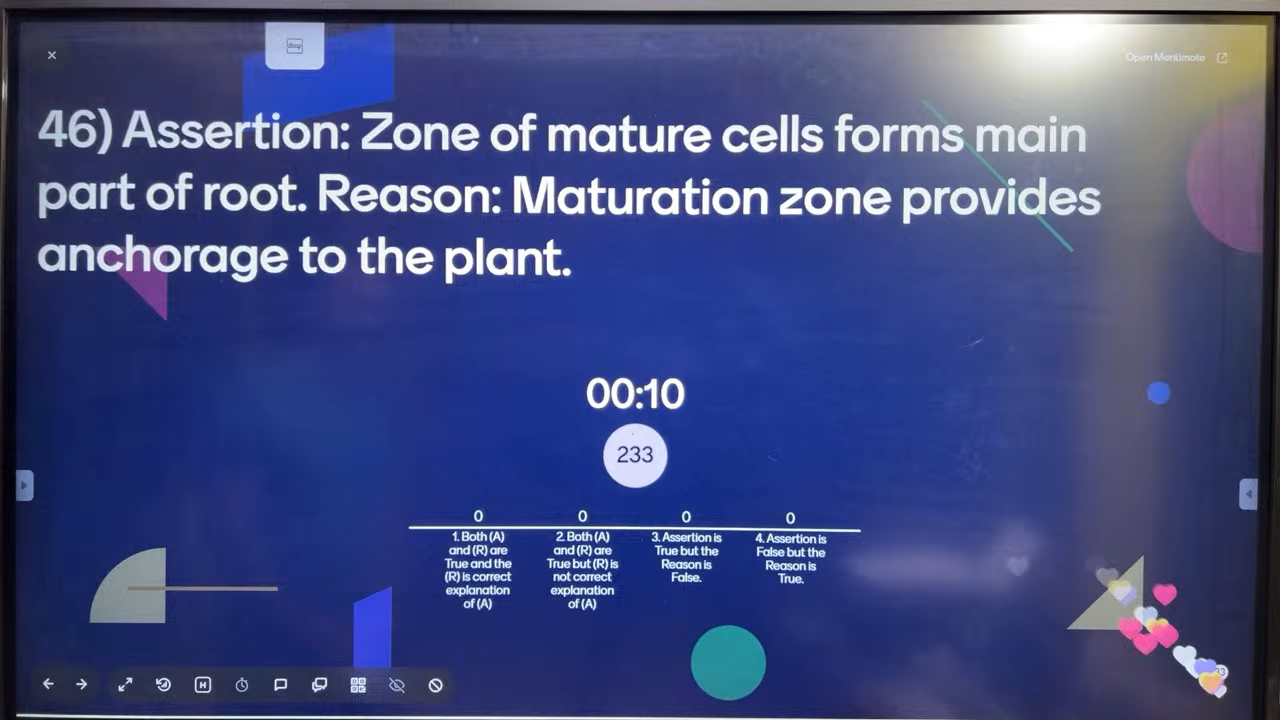 Open Mentimote
46) Assertion: Zone of mature cells forms main
part of root. Reason: Maturation zone provides
anchorage to the plant.
00:10
233
0 0 0 0
1. Both (A)
and (R) are
True and the
(R) is correct
explanation
of (A)
2. Both (A)
and (R) are
True but (R) is
not correct
explanation
of (A)
3. Assertion is
True but the
Reason is
False.
4. Assertion is
False but the
Reason is
True.
H